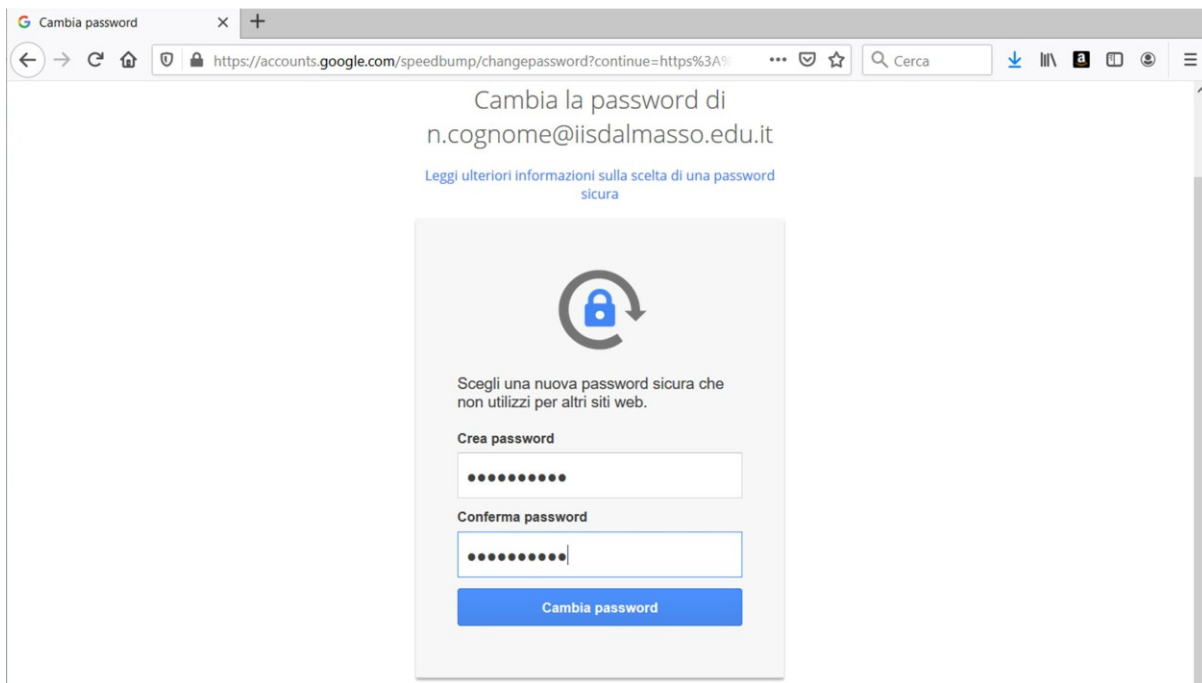 Cambia password
https://accounts.google.com/speedbump/changepassword?continue=https%3A%
Cerca
Cambia la password di
n.cognome@iisdalmasso.edu.it
Leggi ulteriori informazioni sulla scelta di una password
sicura
Scegli una nuova password sicura che
non utilizzi per altri siti web.
Crea password
●●●●●●●●●●
Conferma password
●●●●●●●●●●
Cambia password